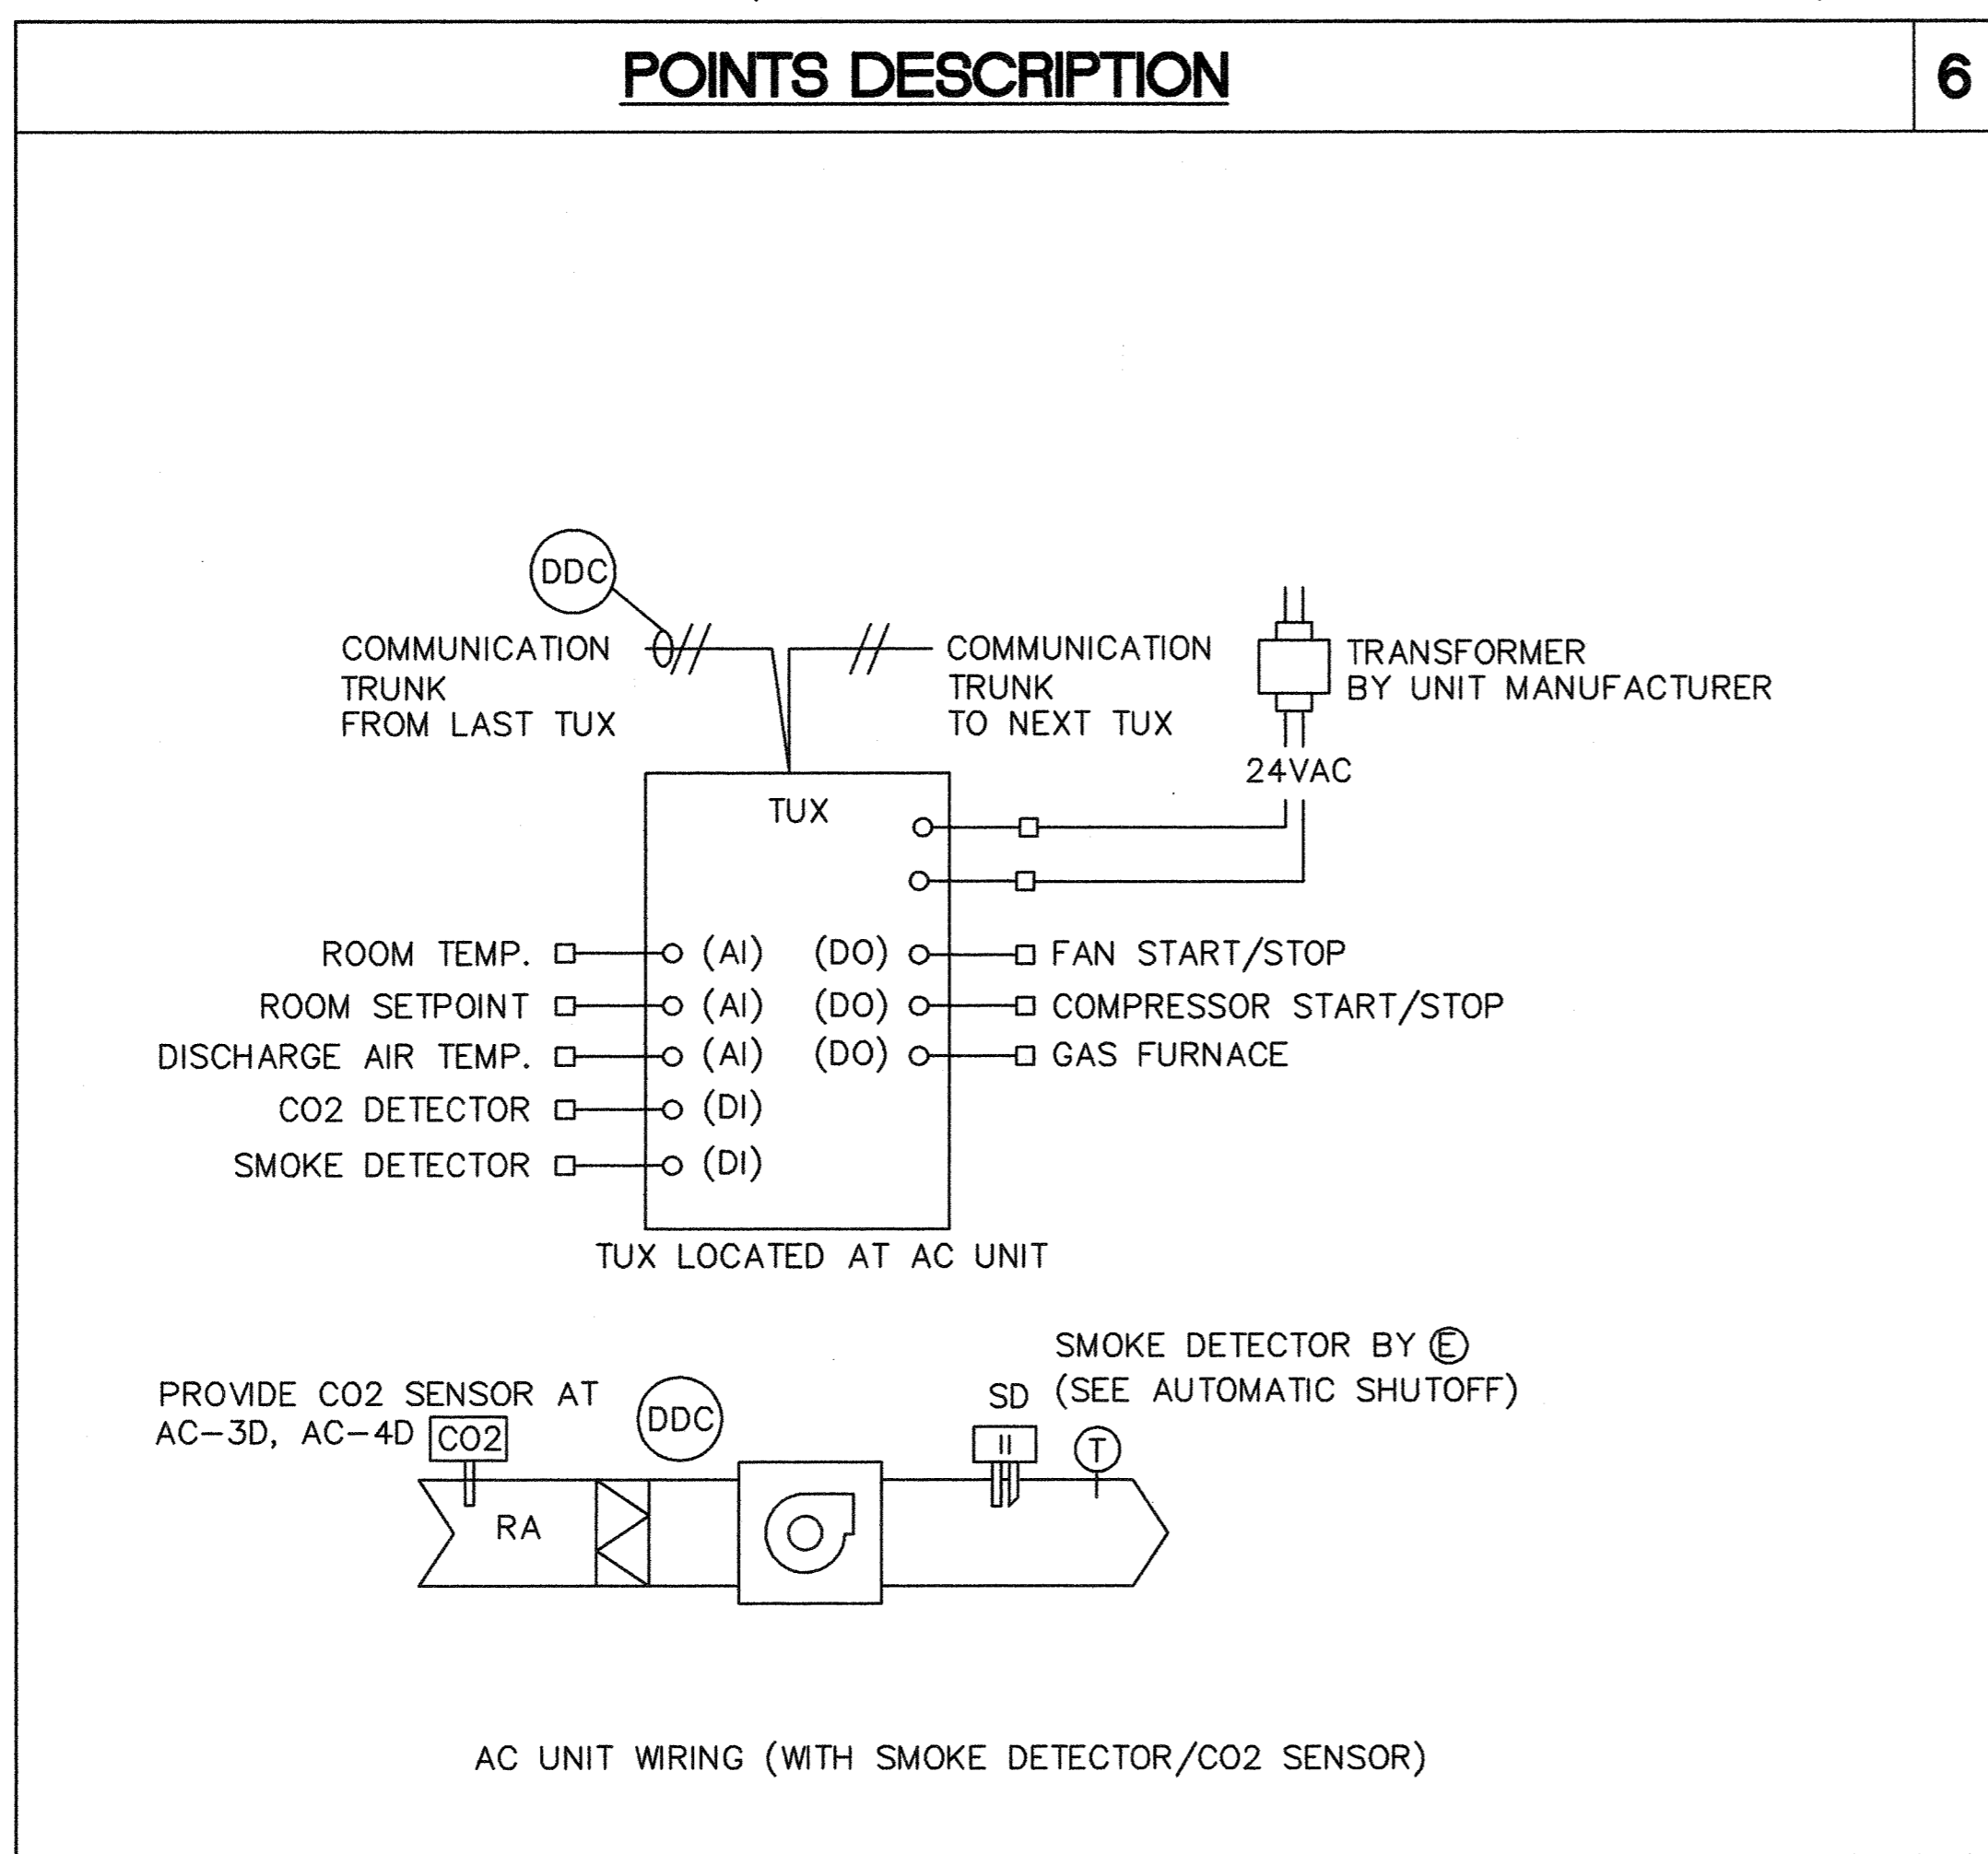 POINTS DESCRIPTION
6
DDC
COMMUNICATION
TRUNK
FROM LAST TUX
COMMUNICATION
TRUNK
TO NEXT TUX
TRANSFORMER
BY UNIT MANUFACTURER
24VAC
TUX
ROOM TEMP. (AI) (DO) FAN START/STOP
ROOM SETPOINT (AI) (DO) COMPRESSOR START/STOP
DISCHARGE AIR TEMP. (AI) (DO) GAS FURNACE
CO2 DETECTOR (DI)
SMOKE DETECTOR (DI)
TUX LOCATED AT AC UNIT
PROVIDE CO2 SENSOR AT
AC-3D, AC-4D CO2
DDC
SMOKE DETECTOR BY E
(SEE AUTOMATIC SHUTOFF)
SD
T
RA
AC UNIT WIRING (WITH SMOKE DETECTOR/CO2 SENSOR)